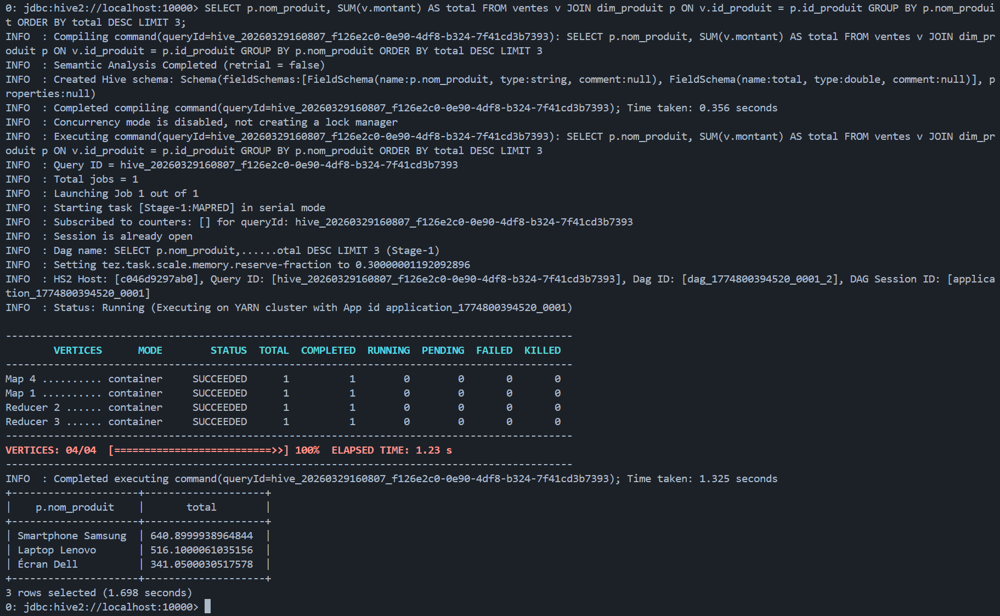 0: jdbc:hive2://localhost:10000> SELECT p.nom_produit, SUM(v.montant) AS total FROM ventes v JOIN dim_produit p ON v.id_produit = p.id_produit GROUP BY p.nom_produi
t ORDER BY total DESC LIMIT 3;
INFO  : Compiling command(queryId=hive_20260329160807_f126e2c0-0e90-4df8-b324-7f41cd3b7393): SELECT p.nom_produit, SUM(v.montant) AS total FROM ventes v JOIN dim_pr
oduit p ON v.id_produit = p.id_produit GROUP BY p.nom_produit ORDER BY total DESC LIMIT 3
INFO  : Semantic Analysis Completed (retrial = false)
INFO  : Created Hive schema: Schema(fieldSchemas:[FieldSchema(name:p.nom_produit, type:string, comment:null), FieldSchema(name:total, type:double, comment:null)], p
roperties:null)
INFO  : Completed compiling command(queryId=hive_20260329160807_f126e2c0-0e90-4df8-b324-7f41cd3b7393); Time taken: 0.356 seconds
INFO  : Concurrency mode is disabled, not creating a lock manager
INFO  : Executing command(queryId=hive_20260329160807_f126e2c0-0e90-4df8-b324-7f41cd3b7393): SELECT p.nom_produit, SUM(v.montant) AS total FROM ventes v JOIN dim_pr
oduit p ON v.id_produit = p.id_produit GROUP BY p.nom_produit ORDER BY total DESC LIMIT 3
INFO  : Query ID = hive_20260329160807_f126e2c0-0e90-4df8-b324-7f41cd3b7393
INFO  : Total jobs = 1
INFO  : Launching Job 1 out of 1
INFO  : Starting task [Stage-1:MAPRED] in serial mode
INFO  : Subscribed to counters: [] for queryId: hive_20260329160807_f126e2c0-0e90-4df8-b324-7f41cd3b7393
INFO  : Session is already open
INFO  : Dag name: SELECT p.nom_produit,......otal DESC LIMIT 3 (Stage-1)
INFO  : Setting tez.task.scale.memory.reserve-fraction to 0.30000001192092896
INFO  : HS2 Host: [c046d9297ab0], Query ID: [hive_20260329160807_f126e2c0-0e90-4df8-b324-7f41cd3b7393], Dag ID: [dag_1774800394520_0001_2], DAG Session ID: [applica
tion_1774800394520_0001]
INFO  : Status: Running (Executing on YARN cluster with App id application_1774800394520_0001)

----------------------------------------------------------------------------------------------
        VERTICES      MODE        STATUS  TOTAL  COMPLETED  RUNNING  PENDING  FAILED  KILLED
----------------------------------------------------------------------------------------------
Map 4 .......... container     SUCCEEDED      1          1        0        0       0       0
Map 1 .......... container     SUCCEEDED      1          1        0        0       0       0
Reducer 2 ...... container     SUCCEEDED      1          1        0        0       0       0
Reducer 3 ...... container     SUCCEEDED      1          1        0        0       0       0
----------------------------------------------------------------------------------------------
VERTICES: 04/04  [==========================>>] 100%  ELAPSED TIME: 1.23 s
----------------------------------------------------------------------------------------------
INFO  : Completed executing command(queryId=hive_20260329160807_f126e2c0-0e90-4df8-b324-7f41cd3b7393); Time taken: 1.325 seconds
+---------------------+--------------------+
|    p.nom_produit    |       total        |
+---------------------+--------------------+
| Smartphone Samsung  | 640.8999938964844  |
| Laptop Lenovo       | 516.1000061035156  |
| Écran Dell          | 341.0500030517578  |
+---------------------+--------------------+
3 rows selected (1.698 seconds)
0: jdbc:hive2://localhost:10000>